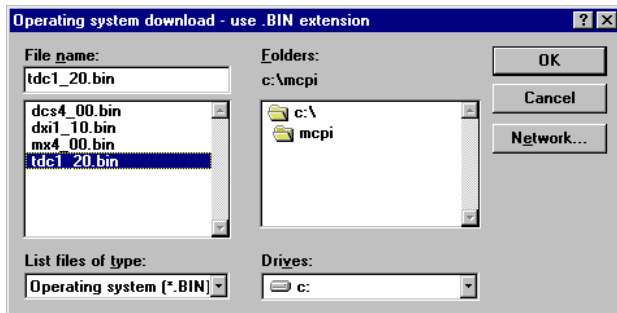 Operating system download - use .BIN extension
File name:
tdc1_20.bin
dcs4_00.bin
dxi1_10.bin
mx4_00.bin
tdc1_20.bin
List files of type:
Operating system (*.BIN)
Folders:
c:\mcpi
c:\
mcpi
Drives:
c:
OK
Cancel
Network...